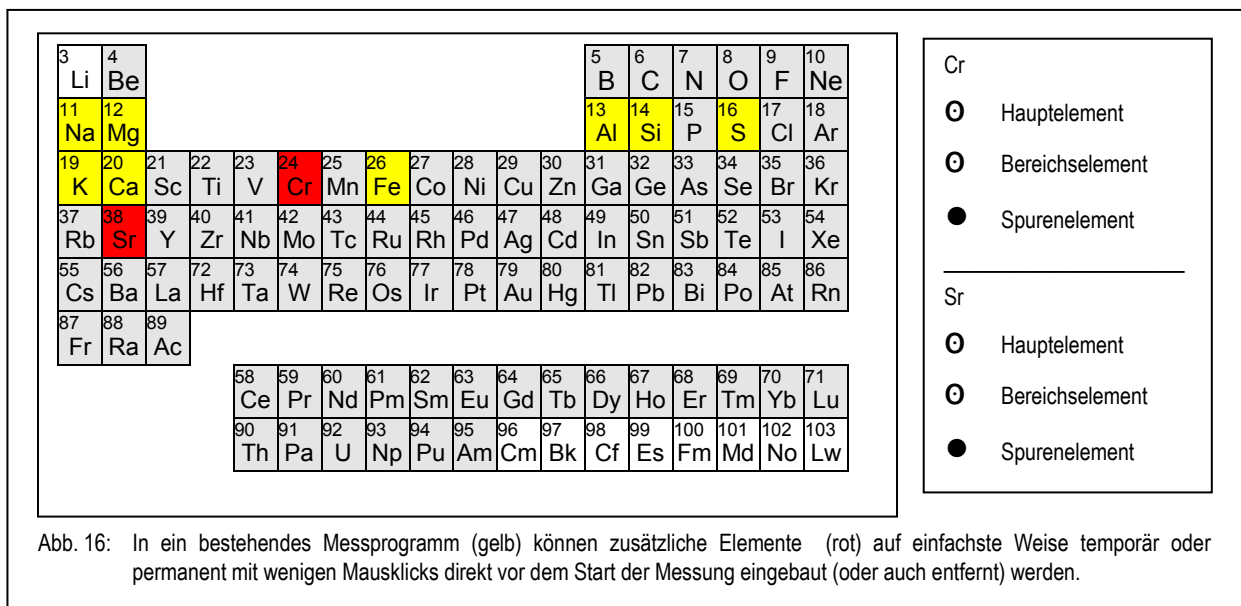 3 4 5 6 7 8 9 10
Li Be B C N O F Ne
11 12 13 14 15 16 17 18
Na Mg Al Si P S Cl Ar
19 20 21 22 23 24 25 26 27 28 29 30 31 32 33 34 35 36
K Ca Sc Ti V Cr Mn Fe Co Ni Cu Zn Ga Ge As Se Br Kr
37 38 39 40 41 42 43 44 45 46 47 48 49 50 51 52 53 54
Rb Sr Y Zr Nb Mo Tc Ru Rh Pd Ag Cd In Sn Sb Te I Xe
55 56 57 72 73 74 75 76 77 78 79 80 81 82 83 84 85 86
Cs Ba La Hf Ta W Re Os Ir Pt Au Hg Tl Pb Bi Po At Rn
87 88 89
Fr Ra Ac
58 59 60 61 62 63 64 65 66 67 68 69 70 71
Ce Pr Nd Pm Sm Eu Gd Tb Dy Ho Er Tm Yb Lu
90 91 92 93 94 95 96 97 98 99 100 101 102 103
Th Pa U Np Pu Am Cm Bk Cf Es Fm Md No Lw
Cr
Hauptelement
Bereichselement
Spurenelement
Sr
Hauptelement
Bereichselement
Spurenelement
Abb. 16: In ein bestehendes Messprogramm (gelb) können zusätzliche Elemente (rot) auf einfachste Weise temporär oder
permanent mit wenigen Mausklicks direkt vor dem Start der Messung eingebaut (oder auch entfernt) werden.